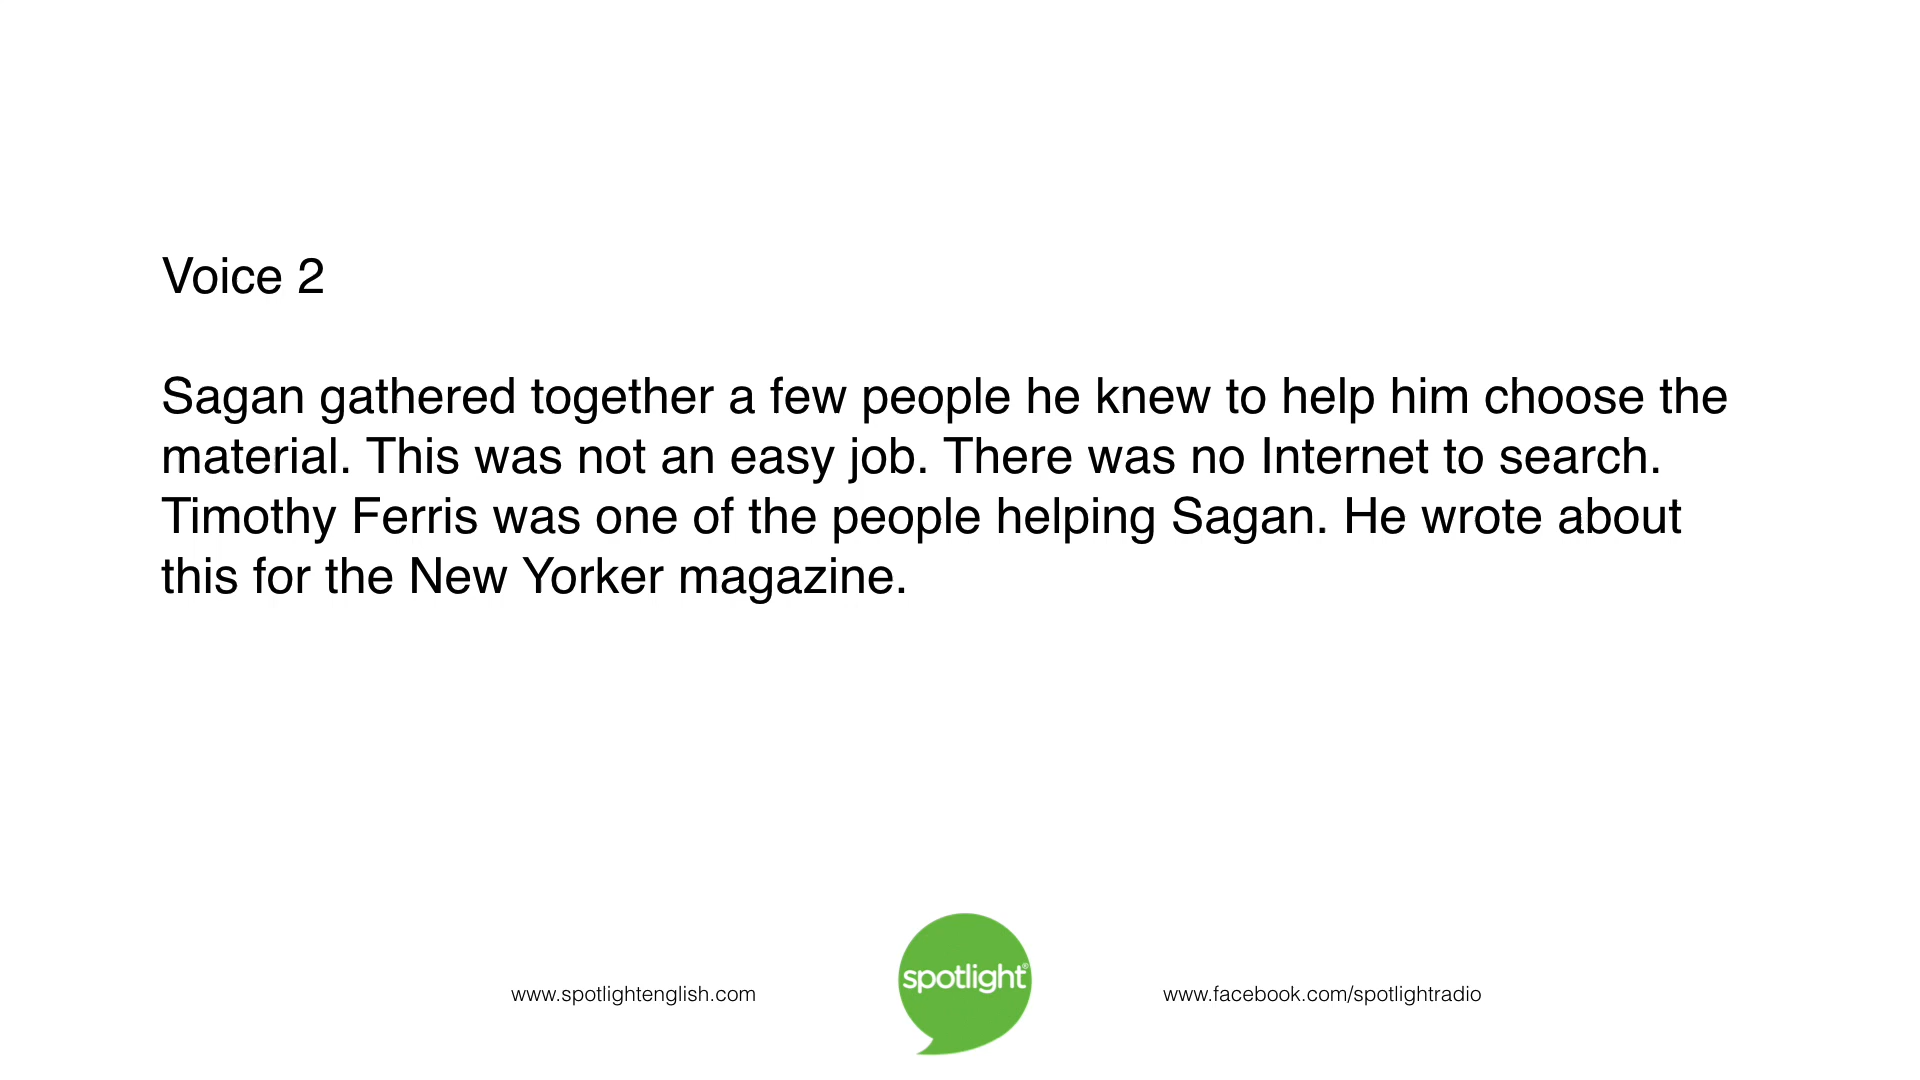 Voice 2
Sagan gathered together a few people he knew to help him choose the
material. This was not an easy job. There was no Internet to search.
Timothy Ferris was one of the people helping Sagan. He wrote about
this for the New Yorker magazine.
www.spotlightenglish.com
spotlight®
www.facebook.com/spotlightradio